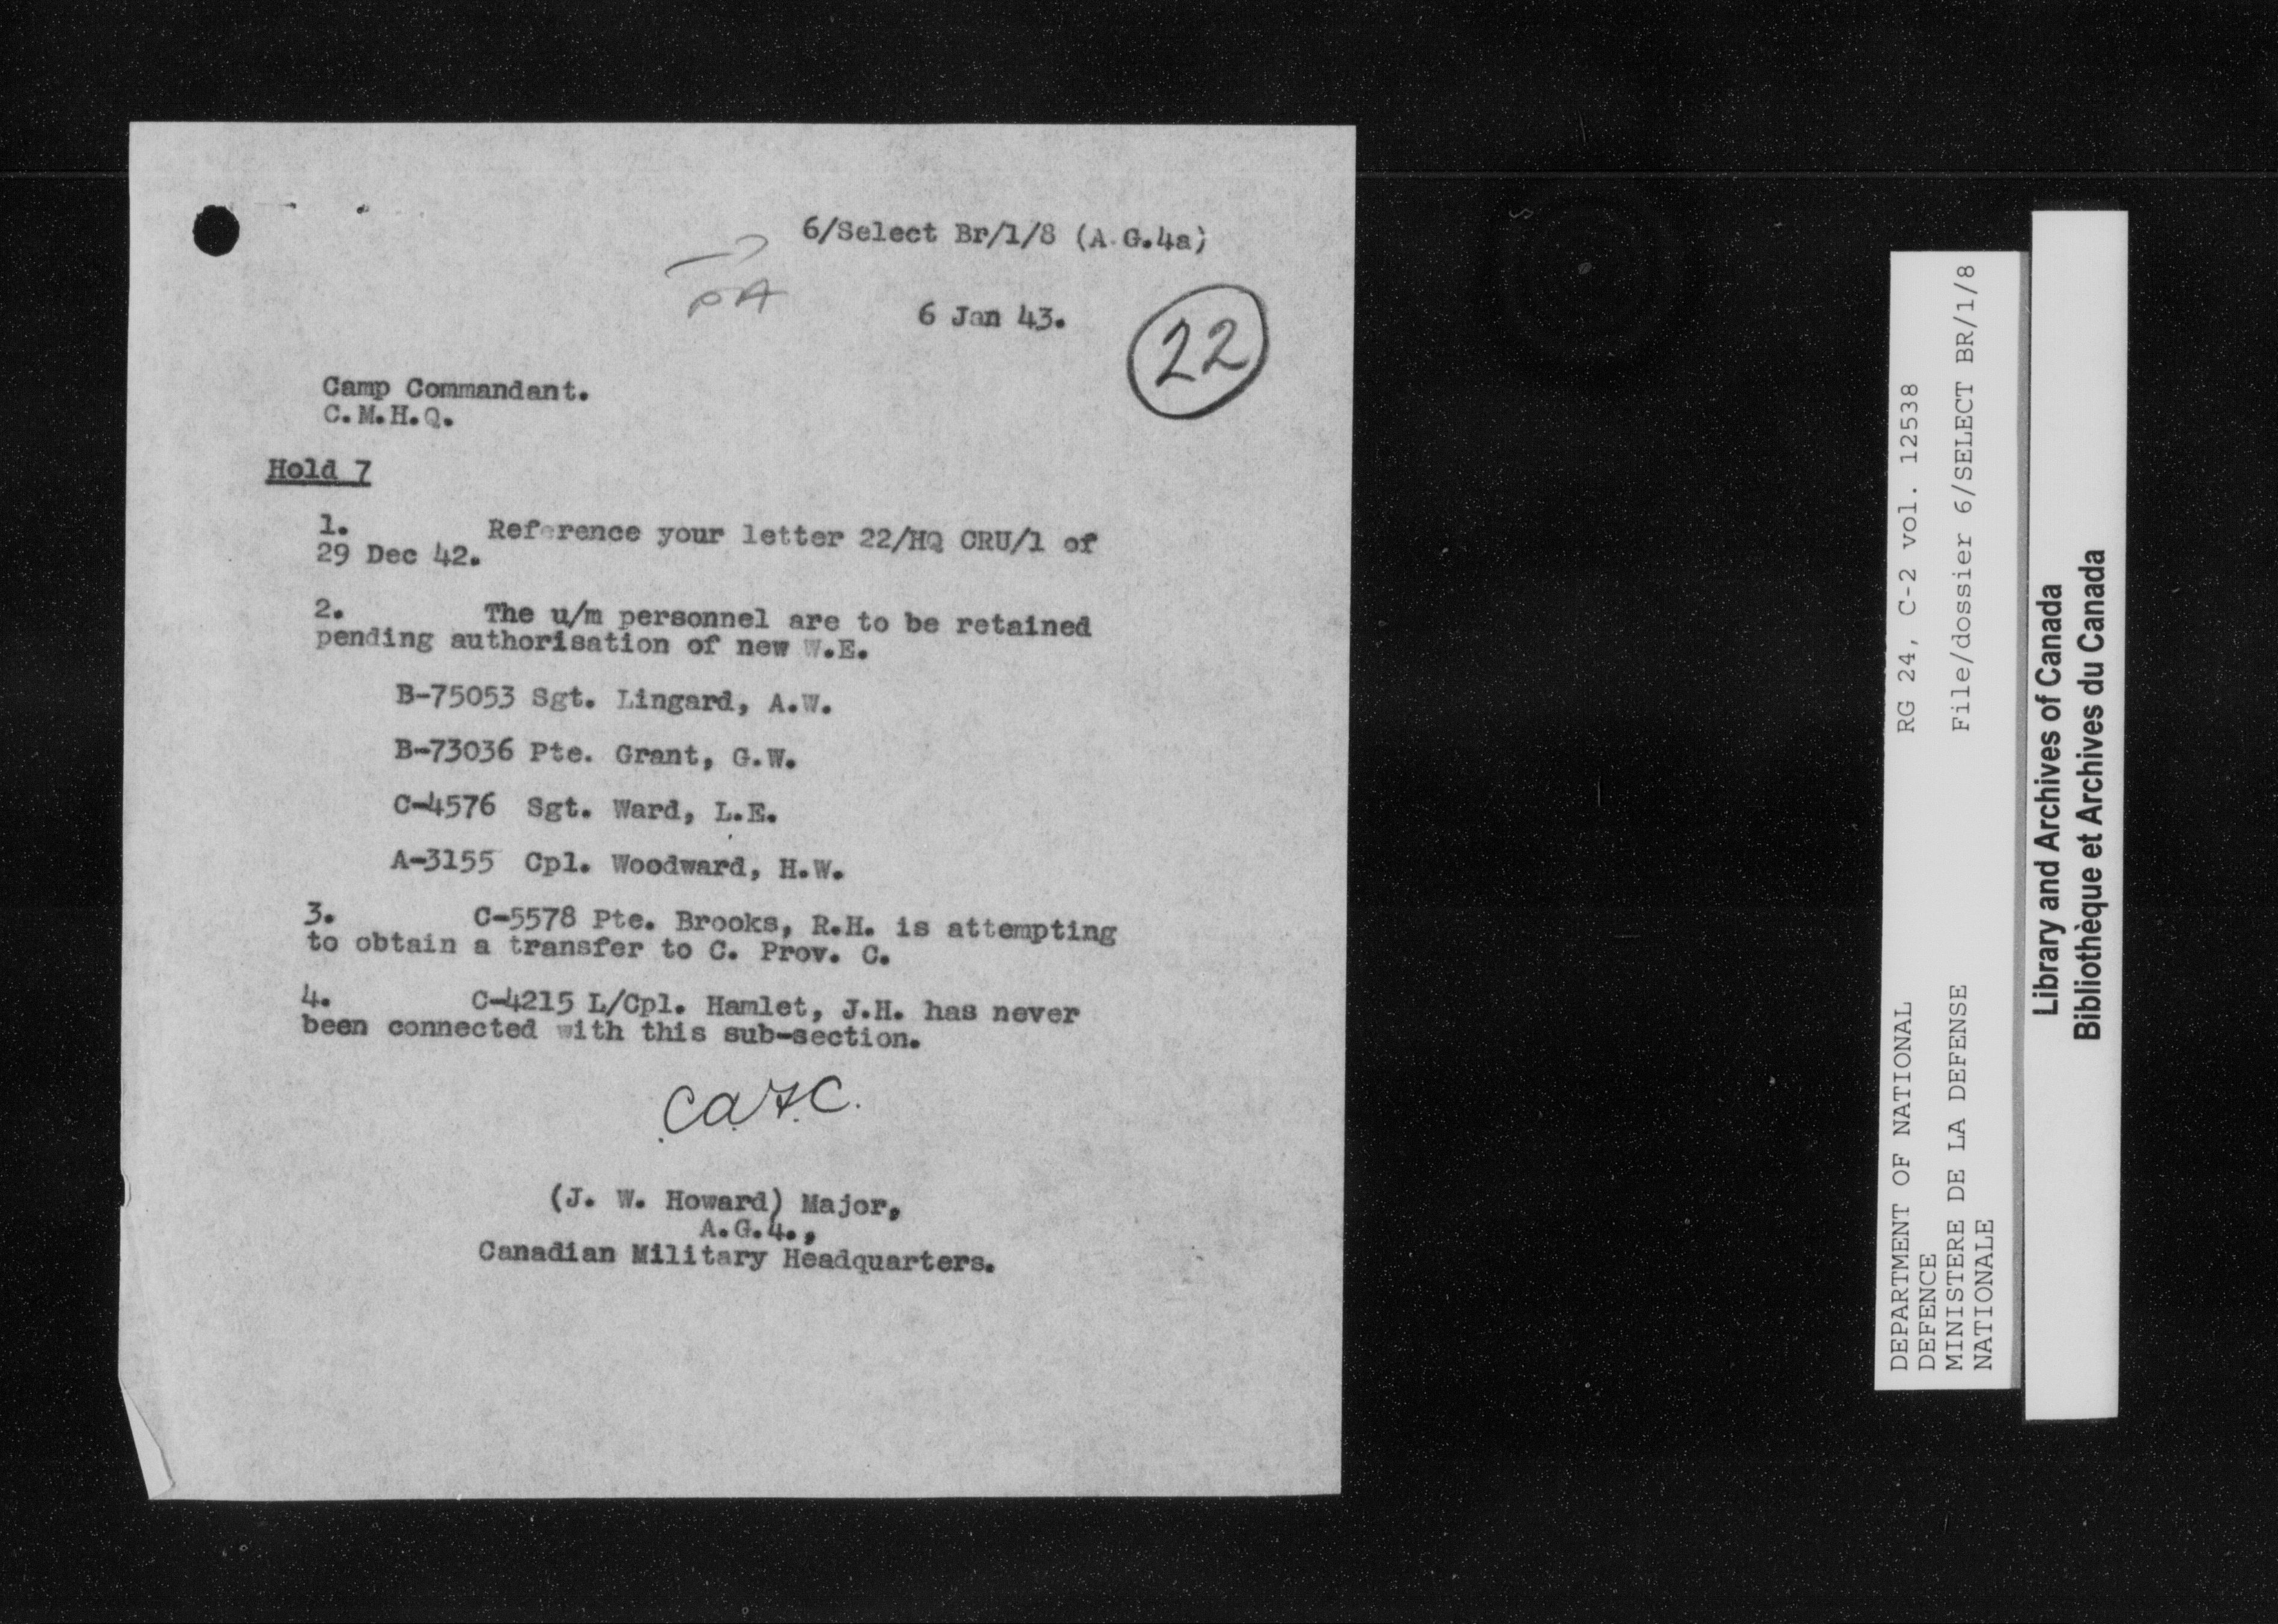 6/Select Br/1/8 (A.G.4a)
PA
6 Jan 43.
22
Camp Commandant.
C.M.H.Q.
Hold 7
1. Reference your letter 22/HQ CRU/1 of
29 Dec 42.
2. The u/m personnel are to be retained
pending authorisation of new W.E.
B-75053 Sgt. Lingard, A.W.
B-73036 Pte. Grant, G.W.
C-4576 Sgt. Ward, L.E.
A-3155 Cpl. Woodward, H.W.
3. C-5578 Pte. Brooks, R.H. is attempting
to obtain a transfer to C. Prov. C.
4. C-4215 L/Cpl. Hamlet, J.H. has never
been connected with this sub-section.
(J. W. Howard) Major,
A.G.4.,
Canadian Military Headquarters.
DEPARTMENT OF NATIONAL
DEFENCE
MINISTERE DE LA DEFENSE
NATIONALE
RG 24, C-2 vol. 12538
File/dossier 6/SELECT BR/1/8
Library and Archives of Canada
Bibliothèque et Archives du Canada